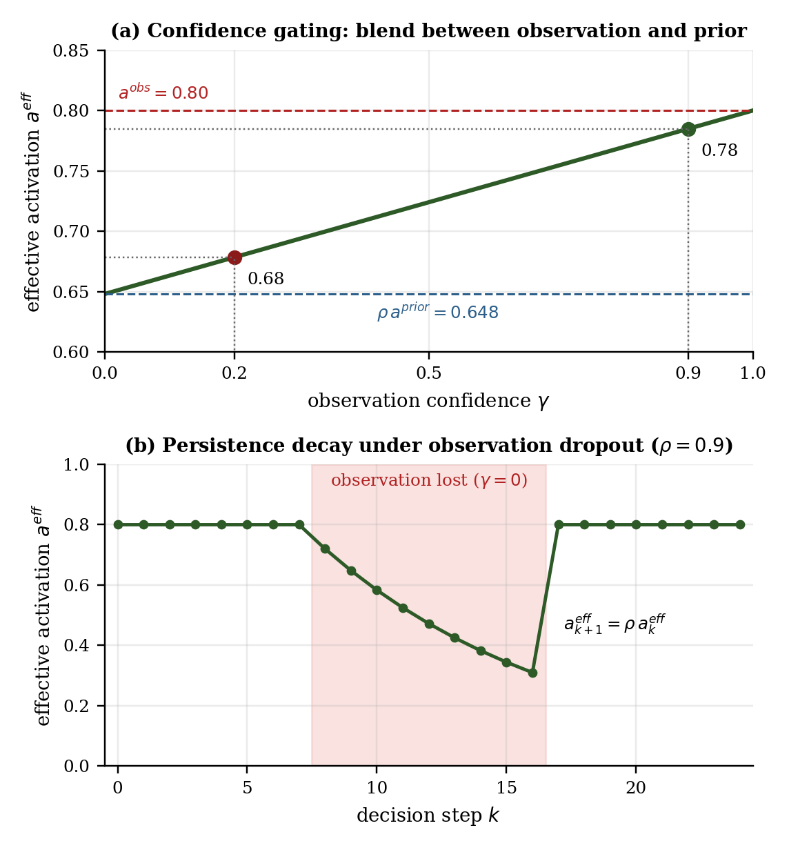 (a) Confidence gating: blend between observation and prior
effective activation a^eff
0.85
0.80
0.75
0.70
0.65
0.60
a^obs = 0.80
0.78
0.68
ρ a^prior = 0.648
0.0 0.2 0.5 0.9 1.0
observation confidence γ
(b) Persistence decay under observation dropout (ρ = 0.9)
effective activation a^eff
1.0
0.8
0.6
0.4
0.2
0.0
observation lost (γ = 0)
a^eff_{k+1} = ρ a^eff_k
0 5 10 15 20
decision step k